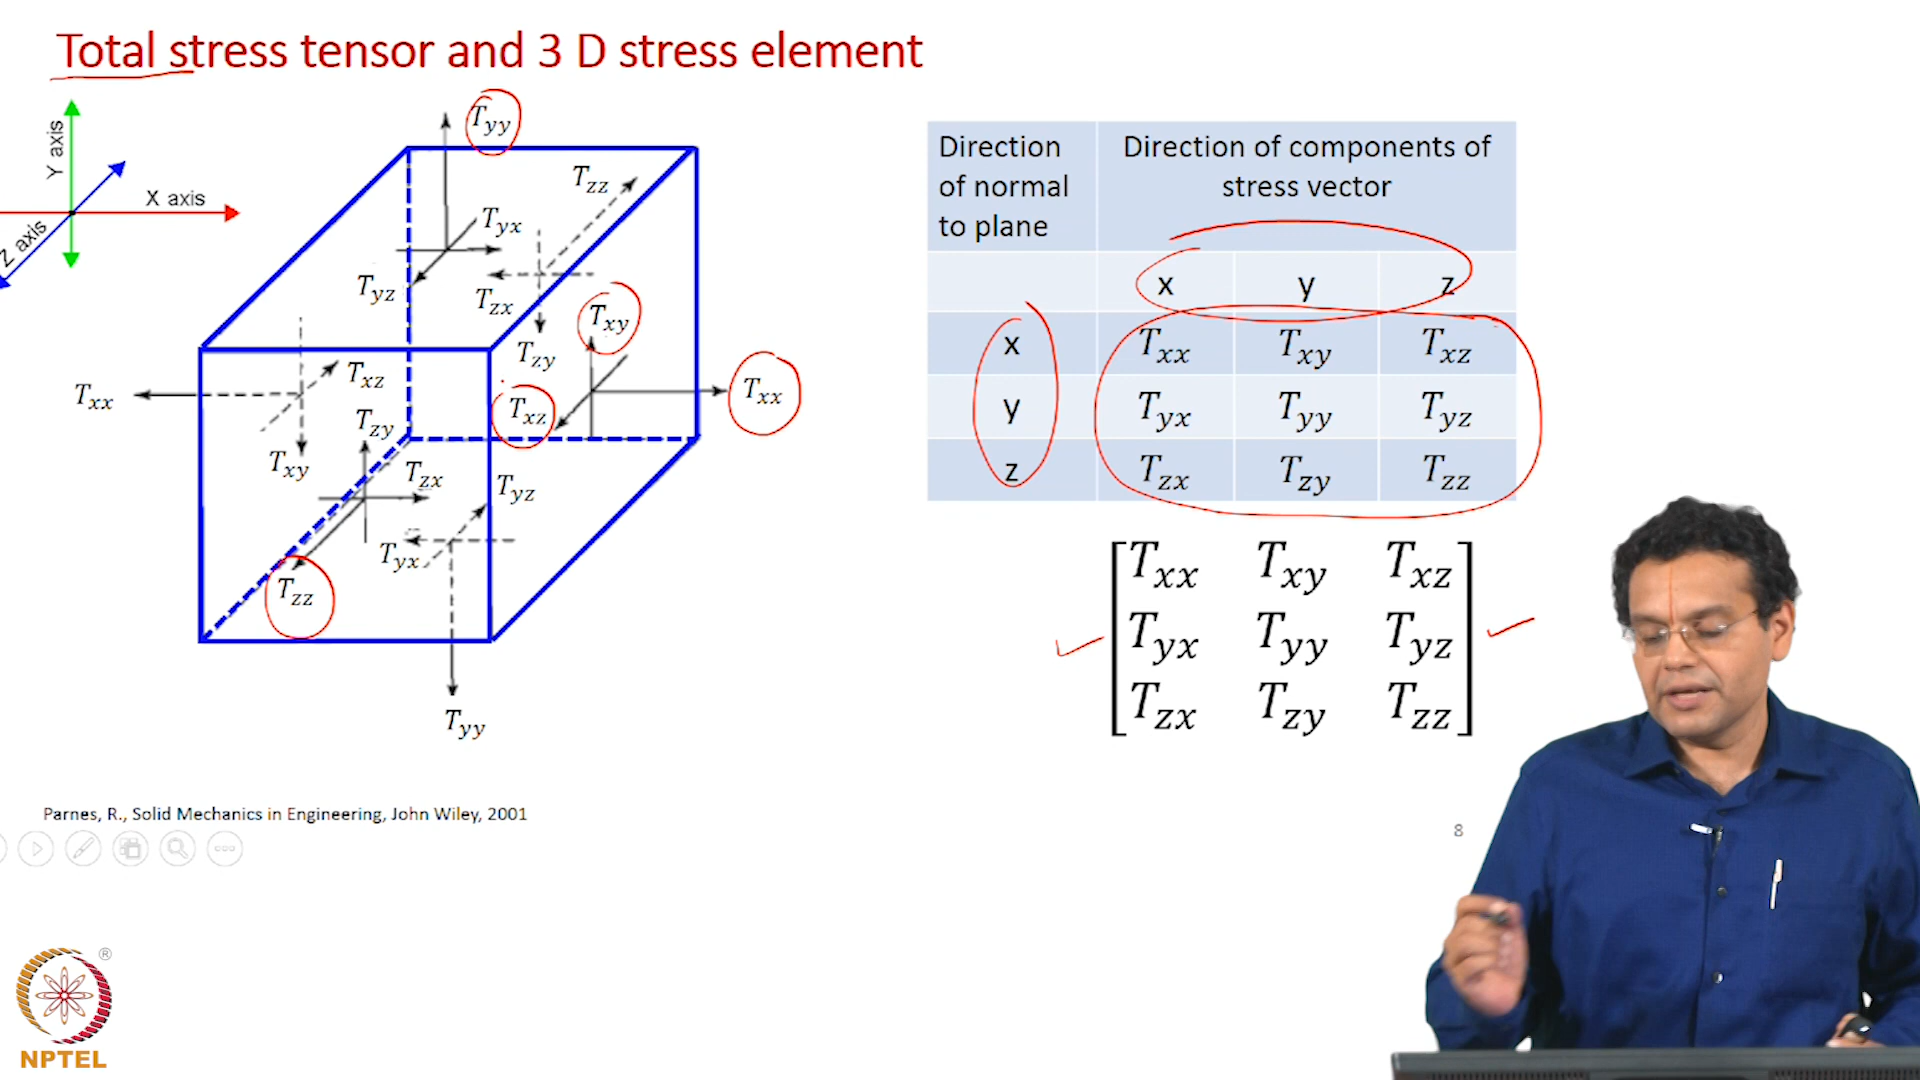 Total stress tensor and 3 D stress element
Y axis
X axis
Z axis
T_yy
T_zz
T_yx
T_yz
T_zx
T_xy
T_zy
T_xx
T_xz
T_xz
T_xx
T_zy
T_xy
T_zx
T_yz
T_yx
T_zz
T_yy
Direction of normal to plane
Direction of components of stress vector
x y z
x T_xx T_xy T_xz
y T_yx T_yy T_yz
z T_zx T_zy T_zz
T_xx T_xy T_xz
T_yx T_yy T_yz
T_zx T_zy T_zz
Parnes, R., Solid Mechanics in Engineering, John Wiley, 2001
8
®
NPTEL